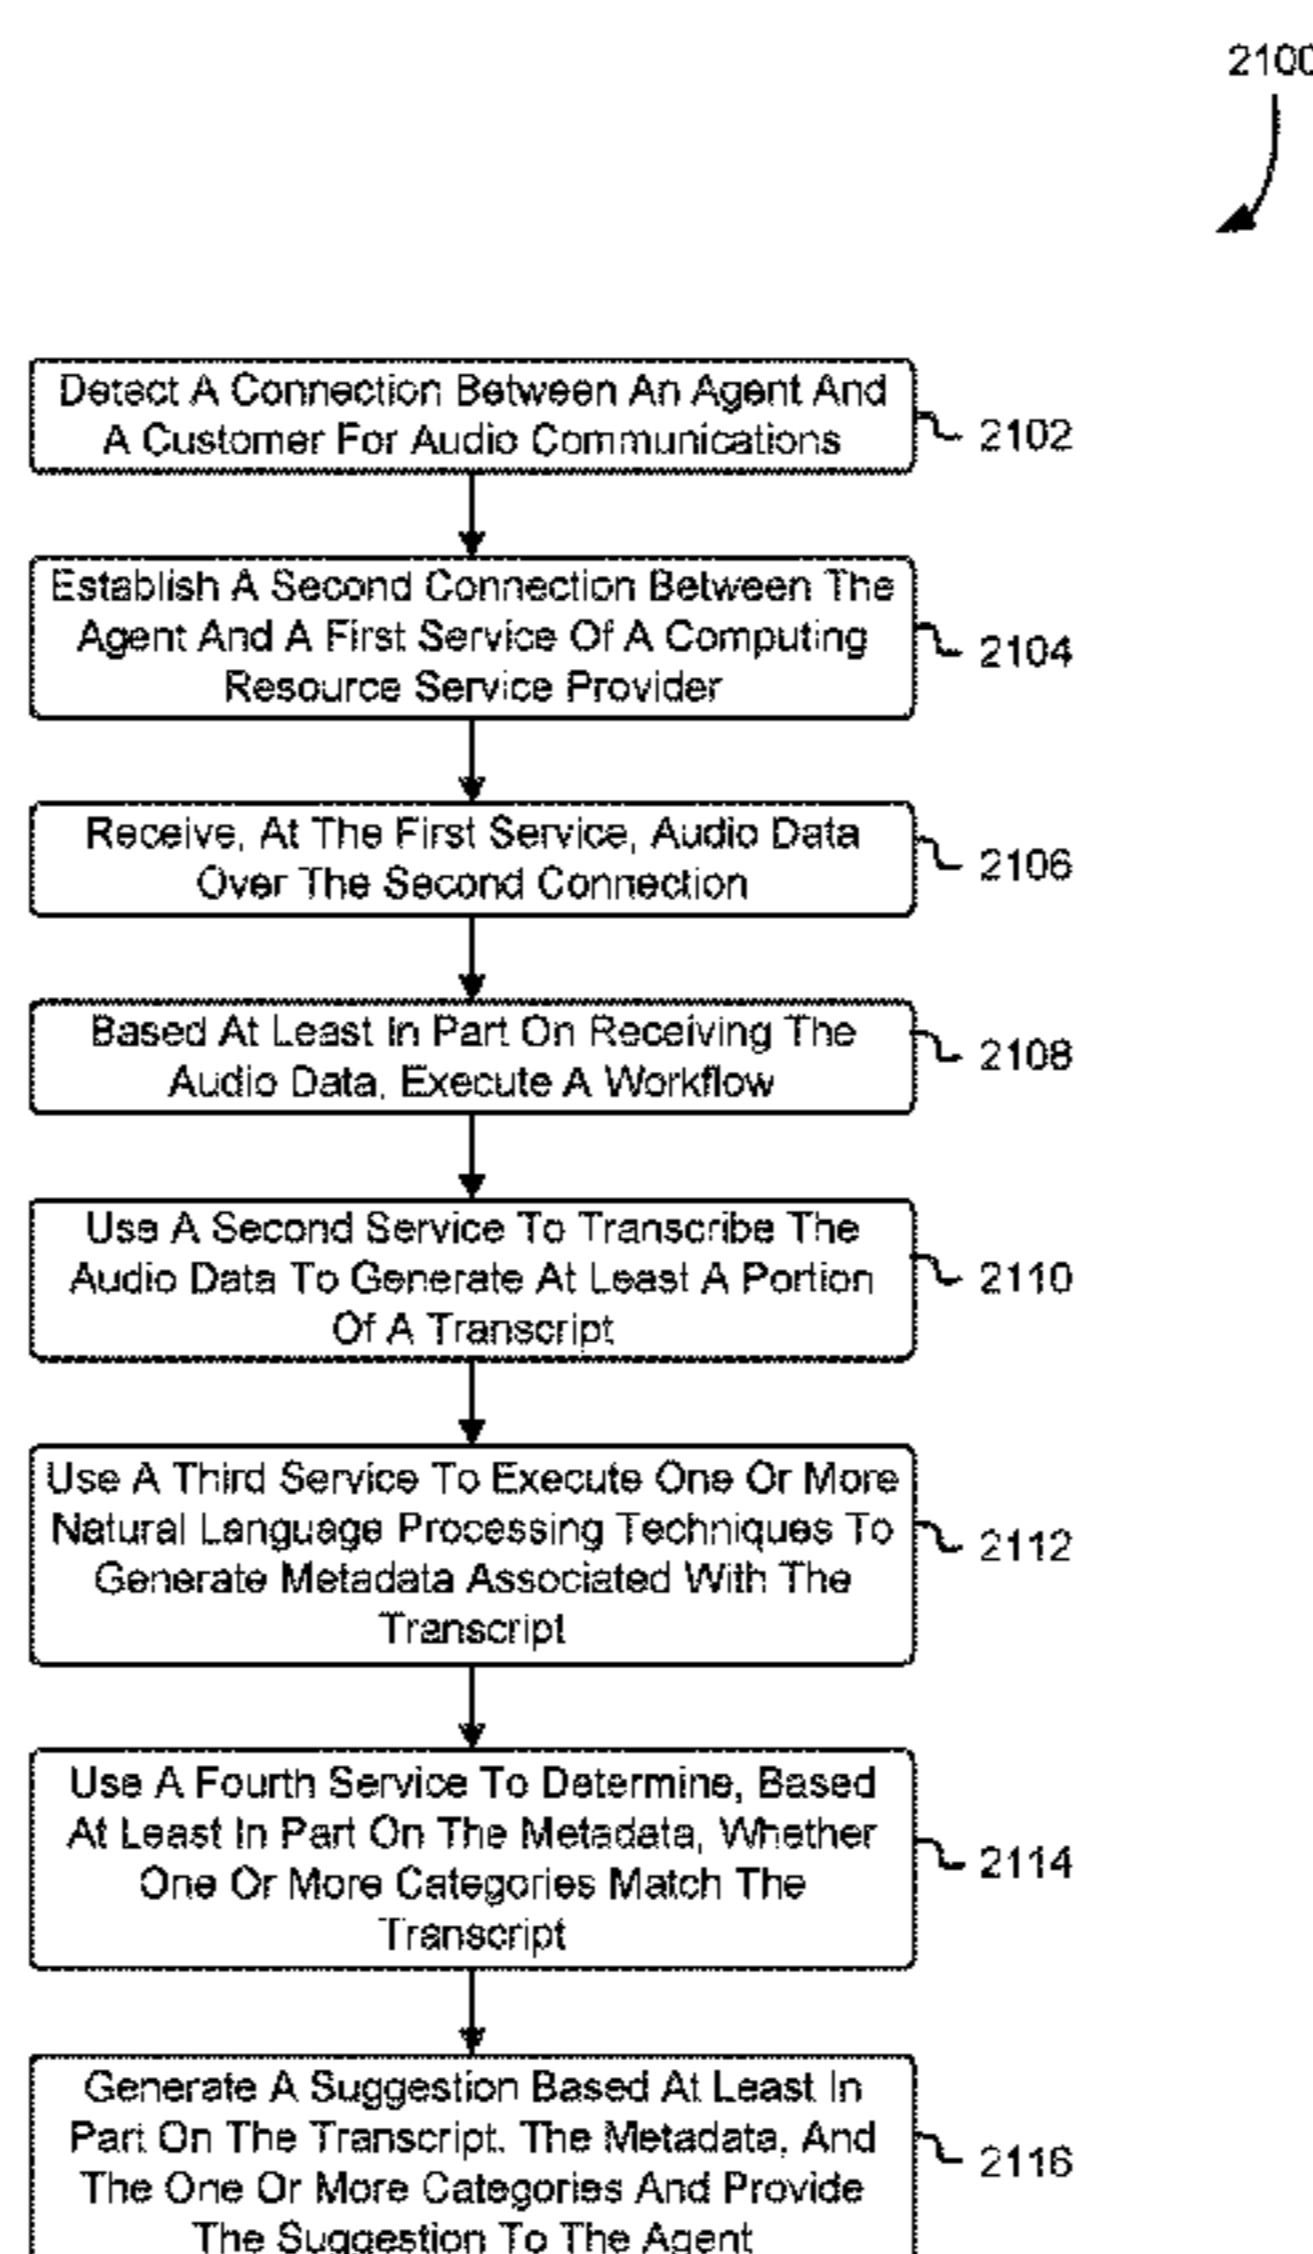 2100
Detect A Connection Between An Agent And
A Customer For Audio Communications
2102
Establish A Second Connection Between The
Agent And A First Service Of A Computing
Resource Service Provider
2104
Receive, At The First Service, Audio Data
Over The Second Connection
2106
Based At Least In Part On Receiving The
Audio Data, Execute A Workflow
2108
Use A Second Service To Transcribe The
Audio Data To Generate At Least A Portion
Of A Transcript
2110
Use A Third Service To Execute One Or More
Natural Language Processing Techniques To
Generate Metadata Associated With The
Transcript
2112
Use A Fourth Service To Determine, Based
At Least In Part On The Metadata, Whether
One Or More Categories Match The
Transcript
2114
Generate A Suggestion Based At Least In
Part On The Transcript, The Metadata, And
The One Or More Categories And Provide
The Suggestion To The Agent
2116